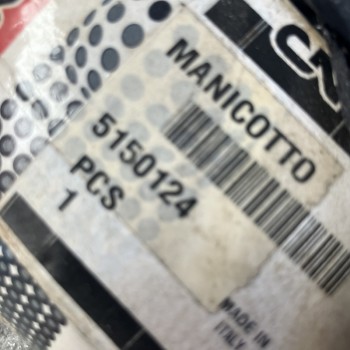 MANICOTTO
5150124
PCS
1
MADE IN
ITALY